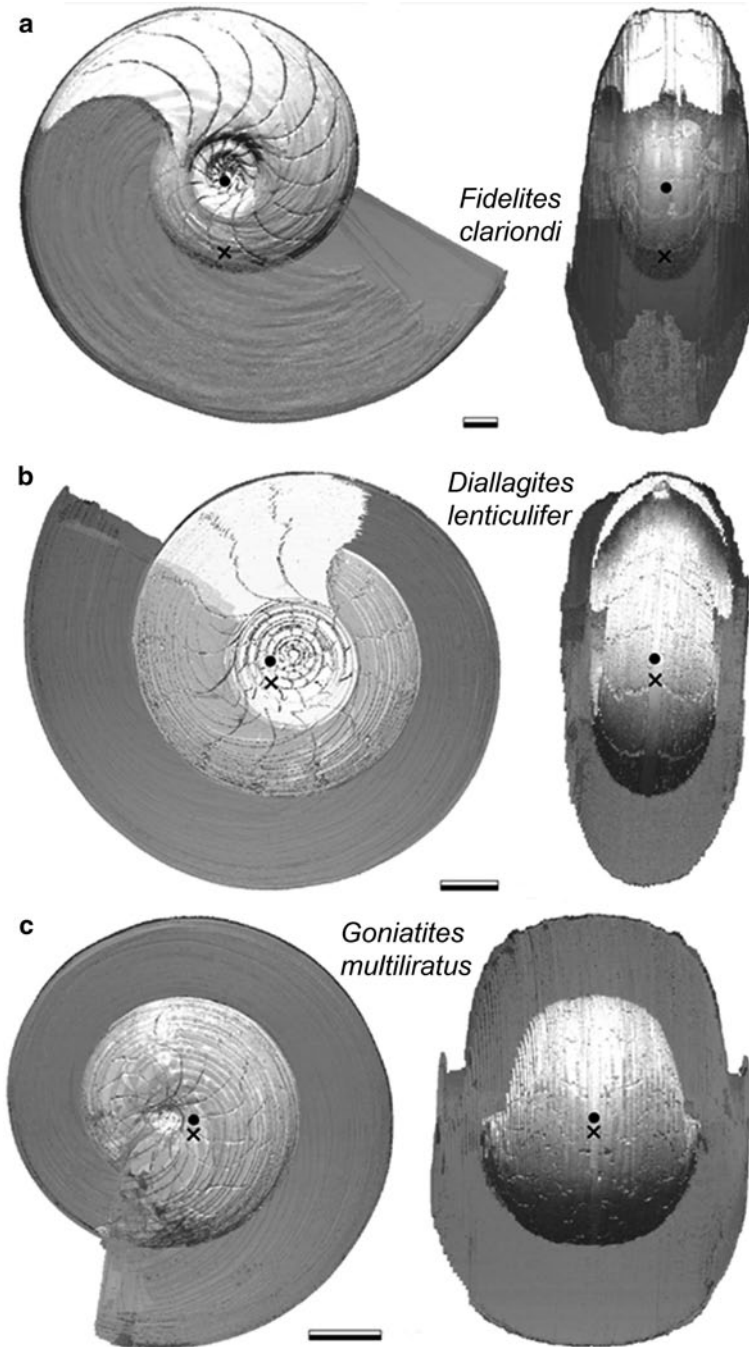 a
Fidelites
clariondi
b
Diallagites
lenticulifer
c
Goniatites
multiliratus